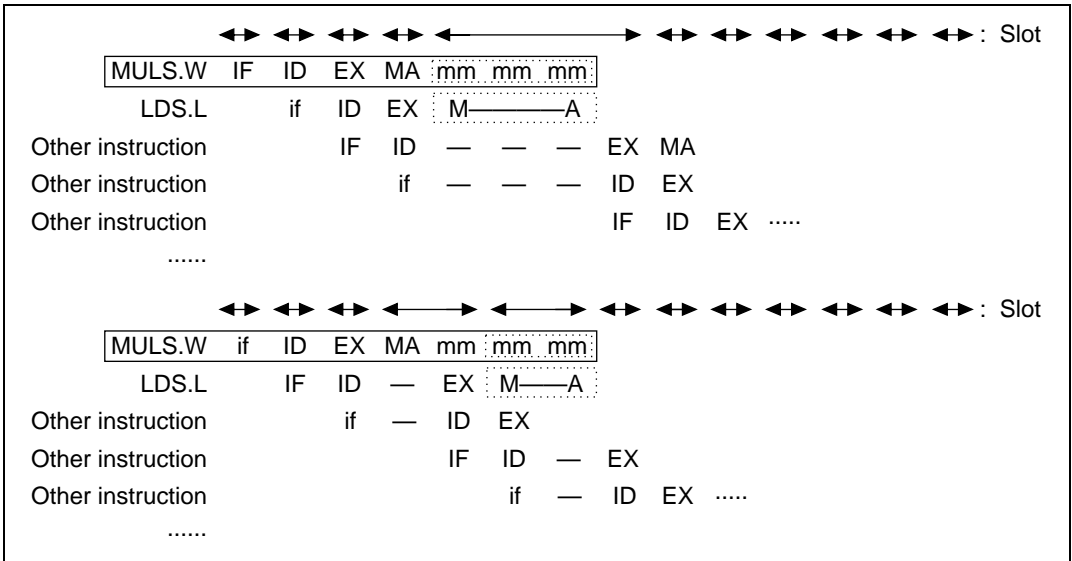 : Slot
MULS.W IF ID EX MA mm mm mm
LDS.L if ID EX M———A
Other instruction IF ID — — — EX MA
Other instruction if — — — ID EX
Other instruction IF ID EX .....
......
: Slot
MULS.W if ID EX MA mm mm mm
LDS.L IF ID — EX M——A
Other instruction if — ID EX
Other instruction IF ID — EX
Other instruction if — ID EX .....
......